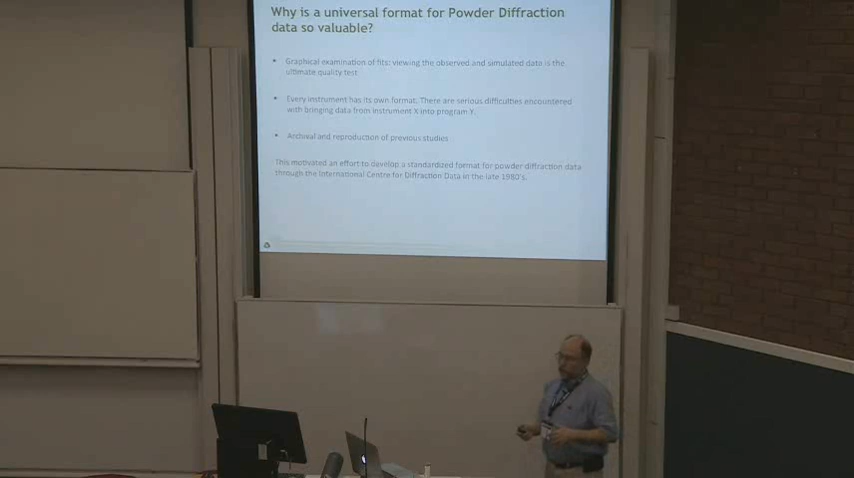 Why is a universal format for Powder Diffraction
data so valuable?
• Graphical examination of fits: viewing the observed and simulated data is the
ultimate quality test
• Every instrument has its own format. There are serious difficulties encountered
with bringing data from instrument X into program Y.
• Archival and reproduction of previous studies
This motivated an effort to develop a standardized format for powder diffraction data
through the International Centre for Diffraction Data in the late 1980's.